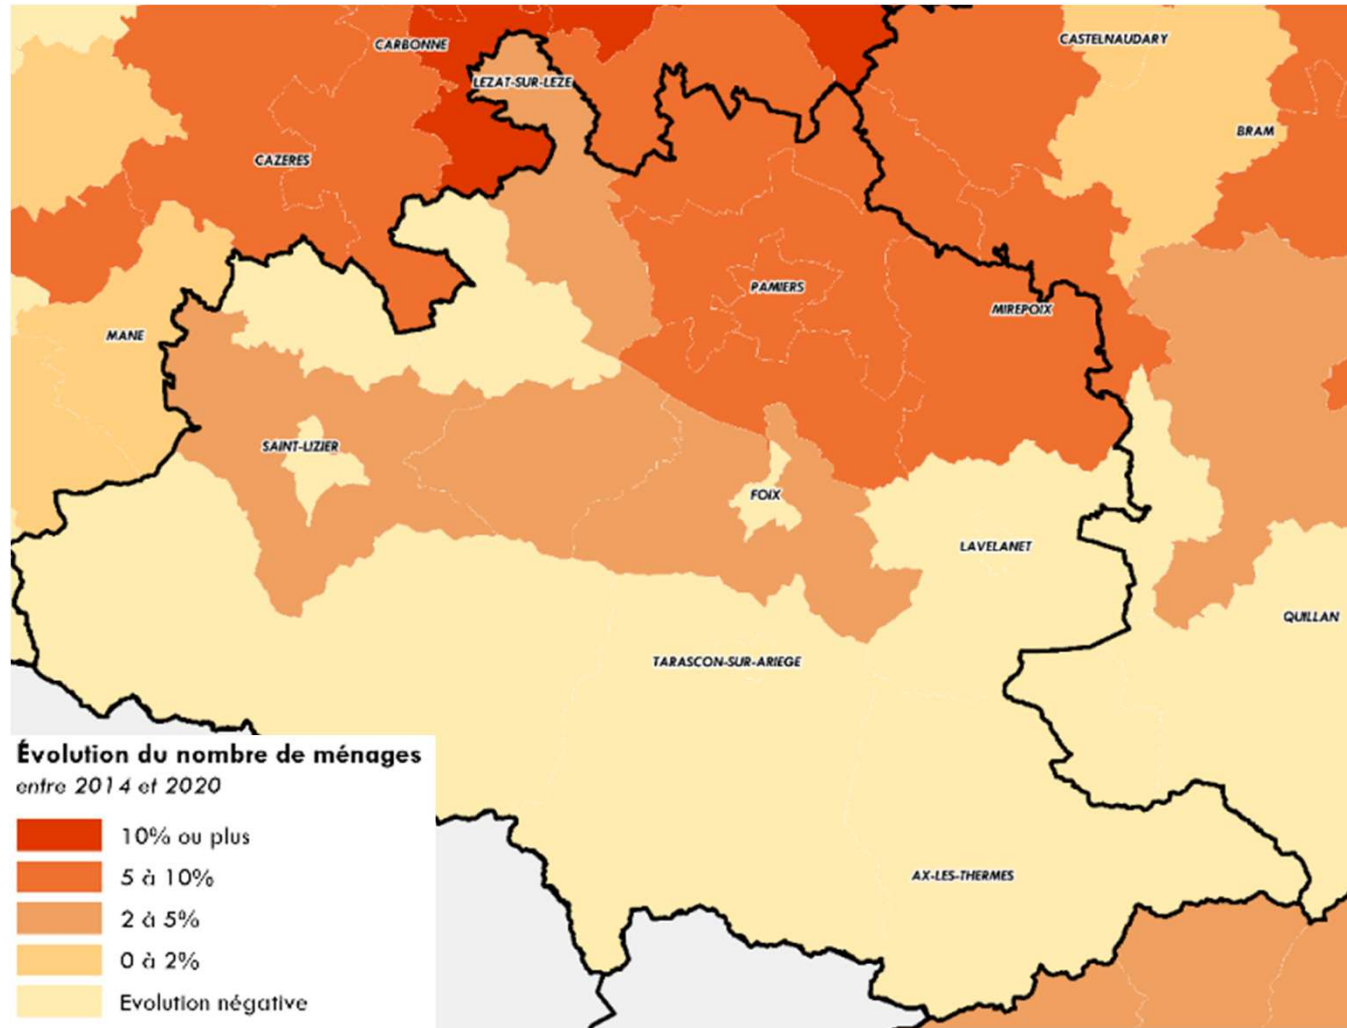 CARBONNE
CASTELNAUDARY
LEZAT-SUR-LEZE
BRAM
CAZERES
PAMIERS
MIREPOIX
MANE
SAINT-LIZIER
FOIX
LAVELANET
QUILLAN
TARASCON-SUR-ARIEGE
AX-LES-THERMES
Évolution du nombre de ménages
entre 2014 et 2020
10% ou plus
5 à 10%
2 à 5%
0 à 2%
Evolution négative